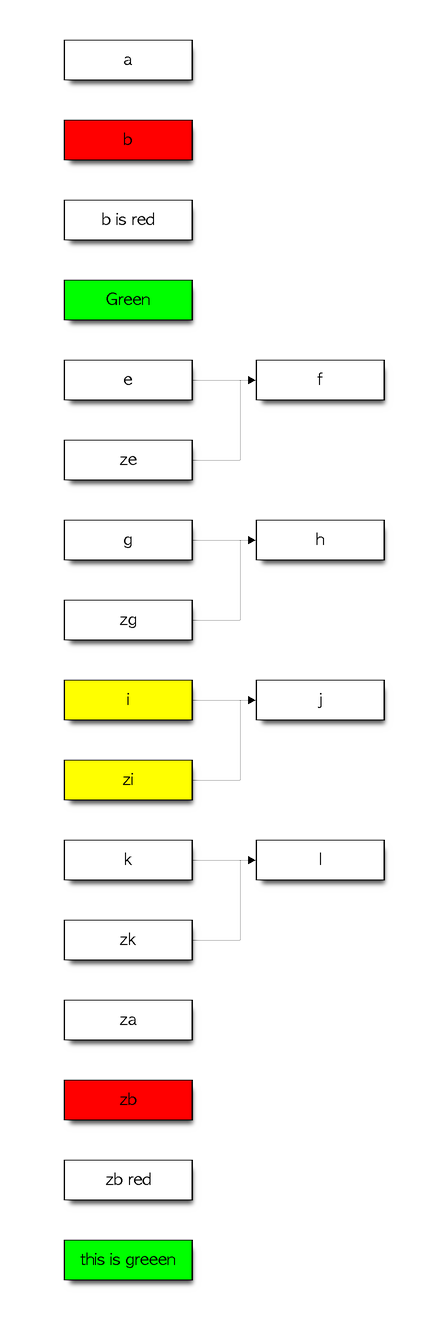 a
b
b is red
Green
e
f
ze
g
h
zg
i
j
zi
k
l
zk
za
zb
zb red
this is greeen